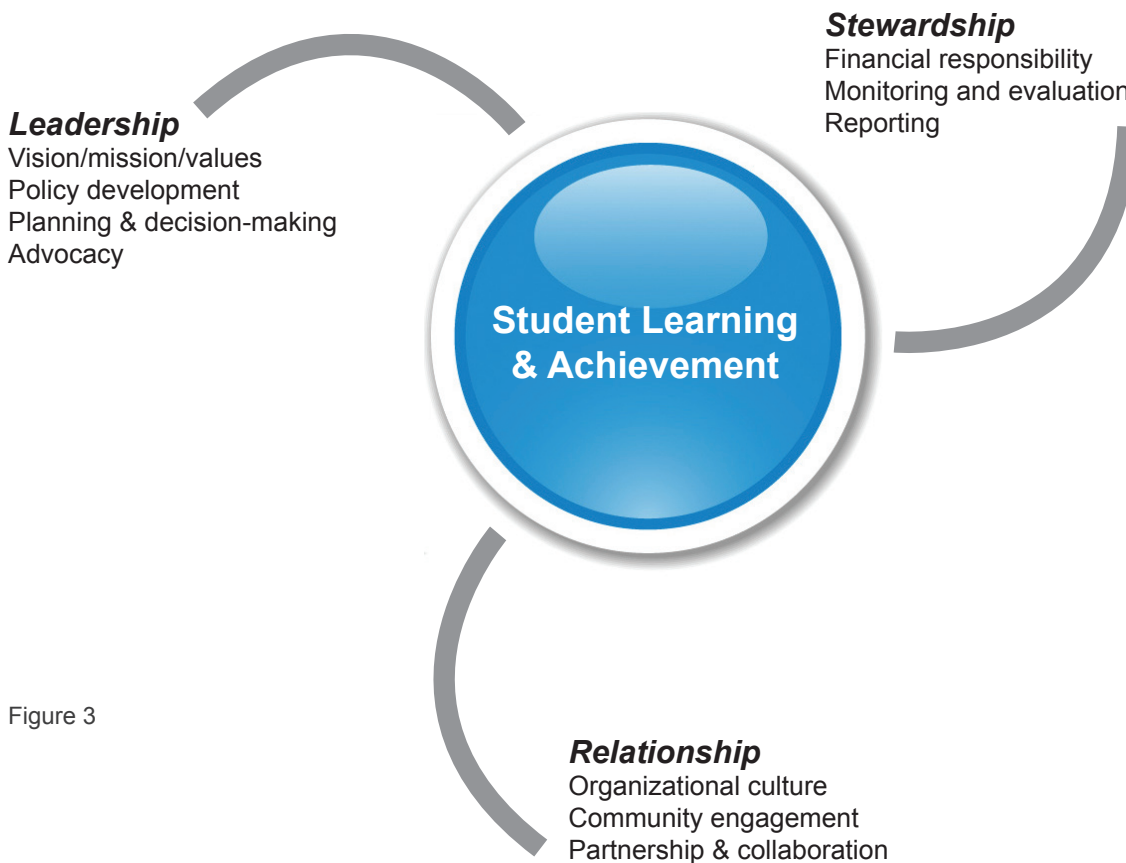 Stewardship
Financial responsibility
Monitoring and evaluation
Reporting
Leadership
Vision/mission/values
Policy development
Planning & decision-making
Advocacy
Student Learning
& Achievement
Figure 3
Relationship
Organizational culture
Community engagement
Partnership & collaboration